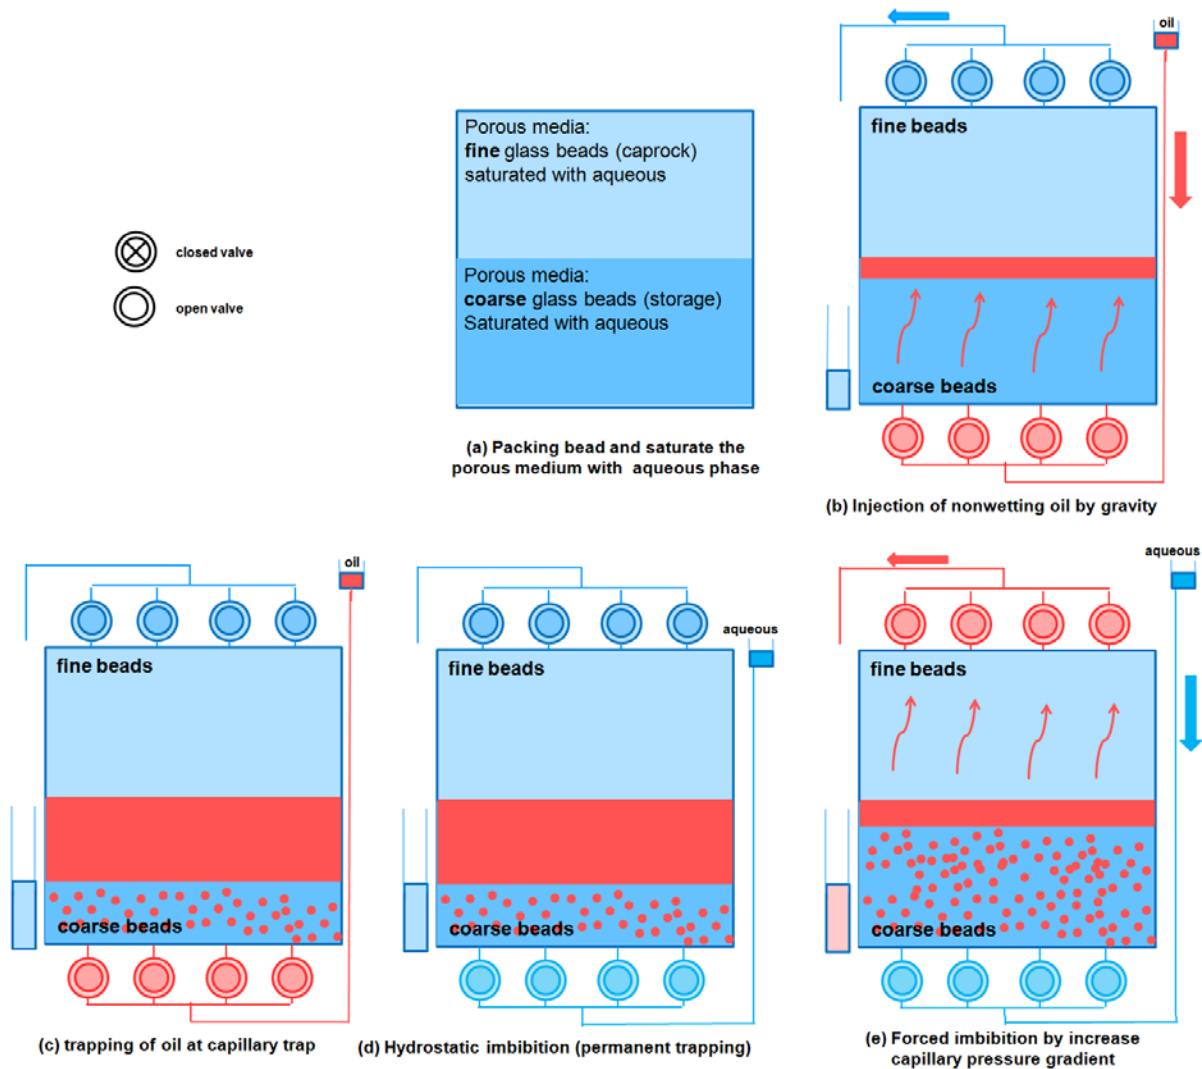 closed valve
open valve
Porous media:
fine glass beads (caprock)
saturated with aqueous
Porous media:
coarse glass beads (storage)
Saturated with aqueous
(a) Packing bead and saturate the
porous medium with aqueous phase
oil
fine beads
coarse beads
(b) Injection of nonwetting oil by gravity
oil
fine beads
coarse beads
(c) trapping of oil at capillary trap
aqueous
fine beads
coarse beads
(d) Hydrostatic imbibition (permanent trapping)
aqueous
fine beads
coarse beads
(e) Forced imbibition by increase
capillary pressure gradient